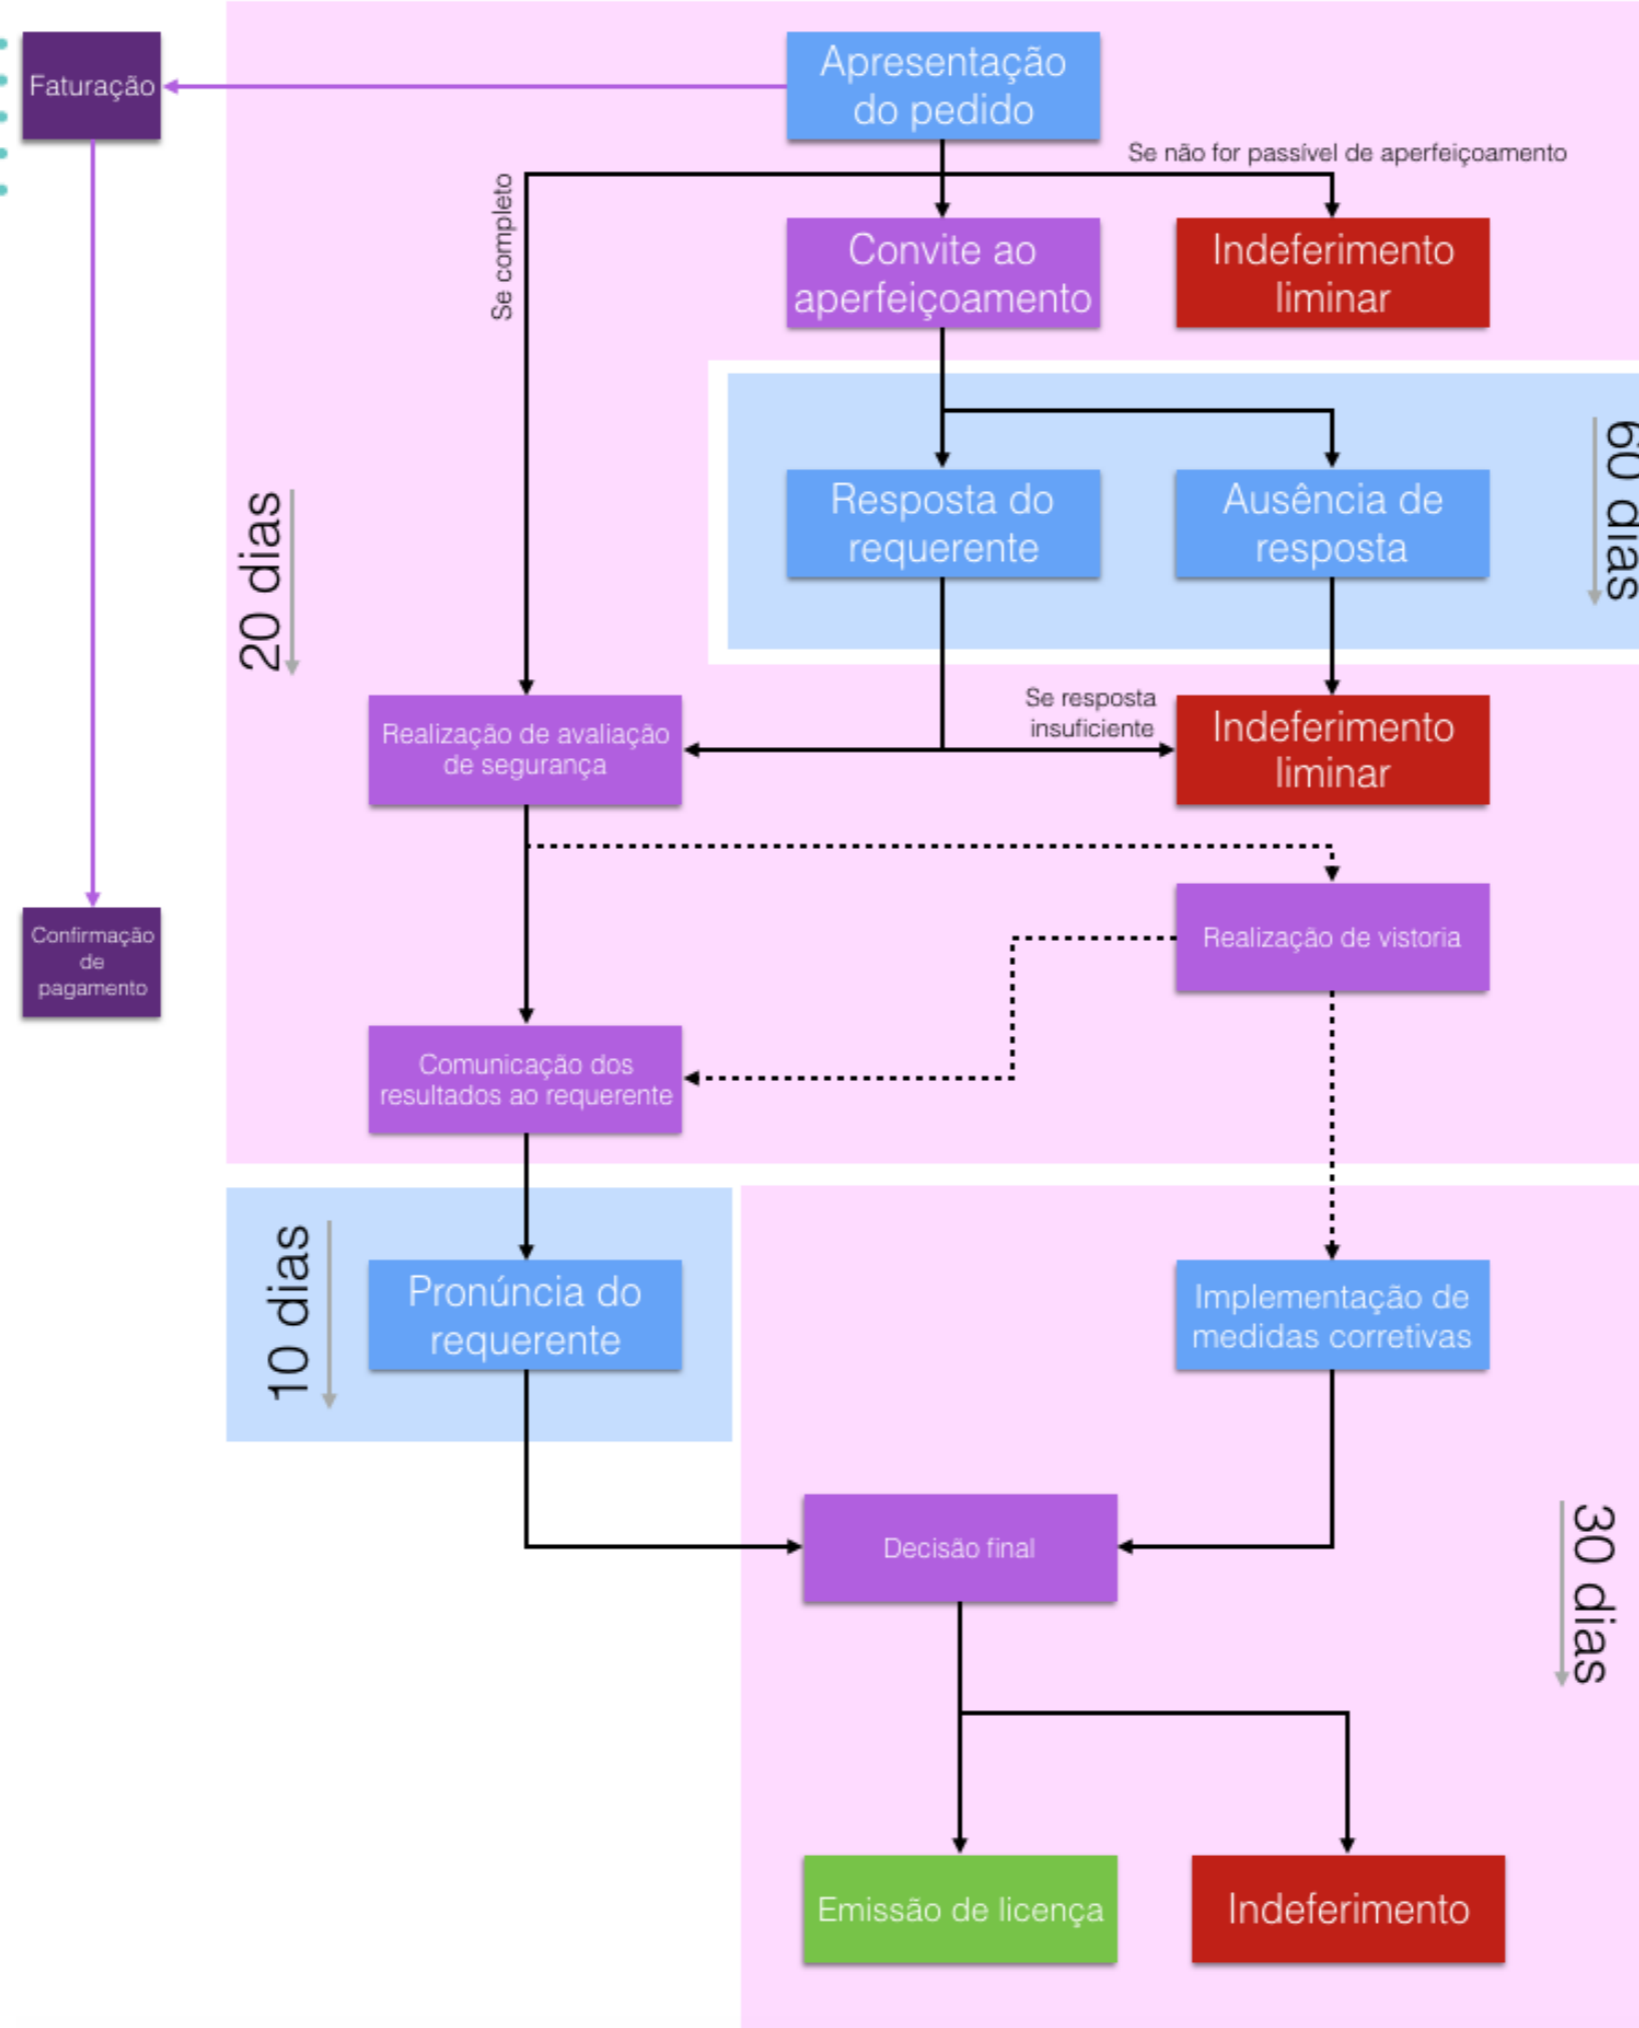 Faturação
Apresentação
do pedido
Se não for passível de aperfeiçoamento
Se completo
Convite ao
aperfeiçoamento
Indeferimento
liminar
60 dias
Resposta do
requerente
Ausência de
resposta
20 dias
Se resposta
insuficiente
Realização de avaliação
de segurança
Indeferimento
liminar
Realização de vistoria
Confirmação
de
pagamento
Comunicação dos
resultados ao requerente
10 dias
Pronúncia do
requerente
Implementação de
medidas corretivas
Decisão final
30 dias
Emissão de licença
Indeferimento